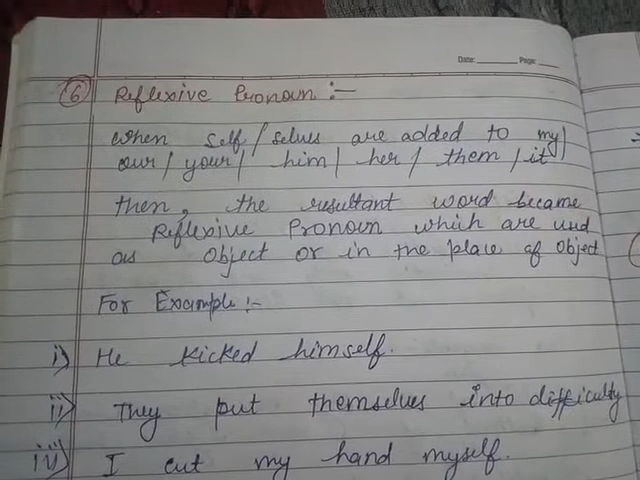 Date: ______ Page: ___
6 Reflexive Pronoun :-
when self/selves are added to my/
our/ your/ him/ her/ them/it
then, the resultant word became
Reflexive Pronoun which are used
as object or in the place of object
For Example:-
i) He kicked himself.
ii) They put themselves into difficulty
iii) I cut my hand myself.